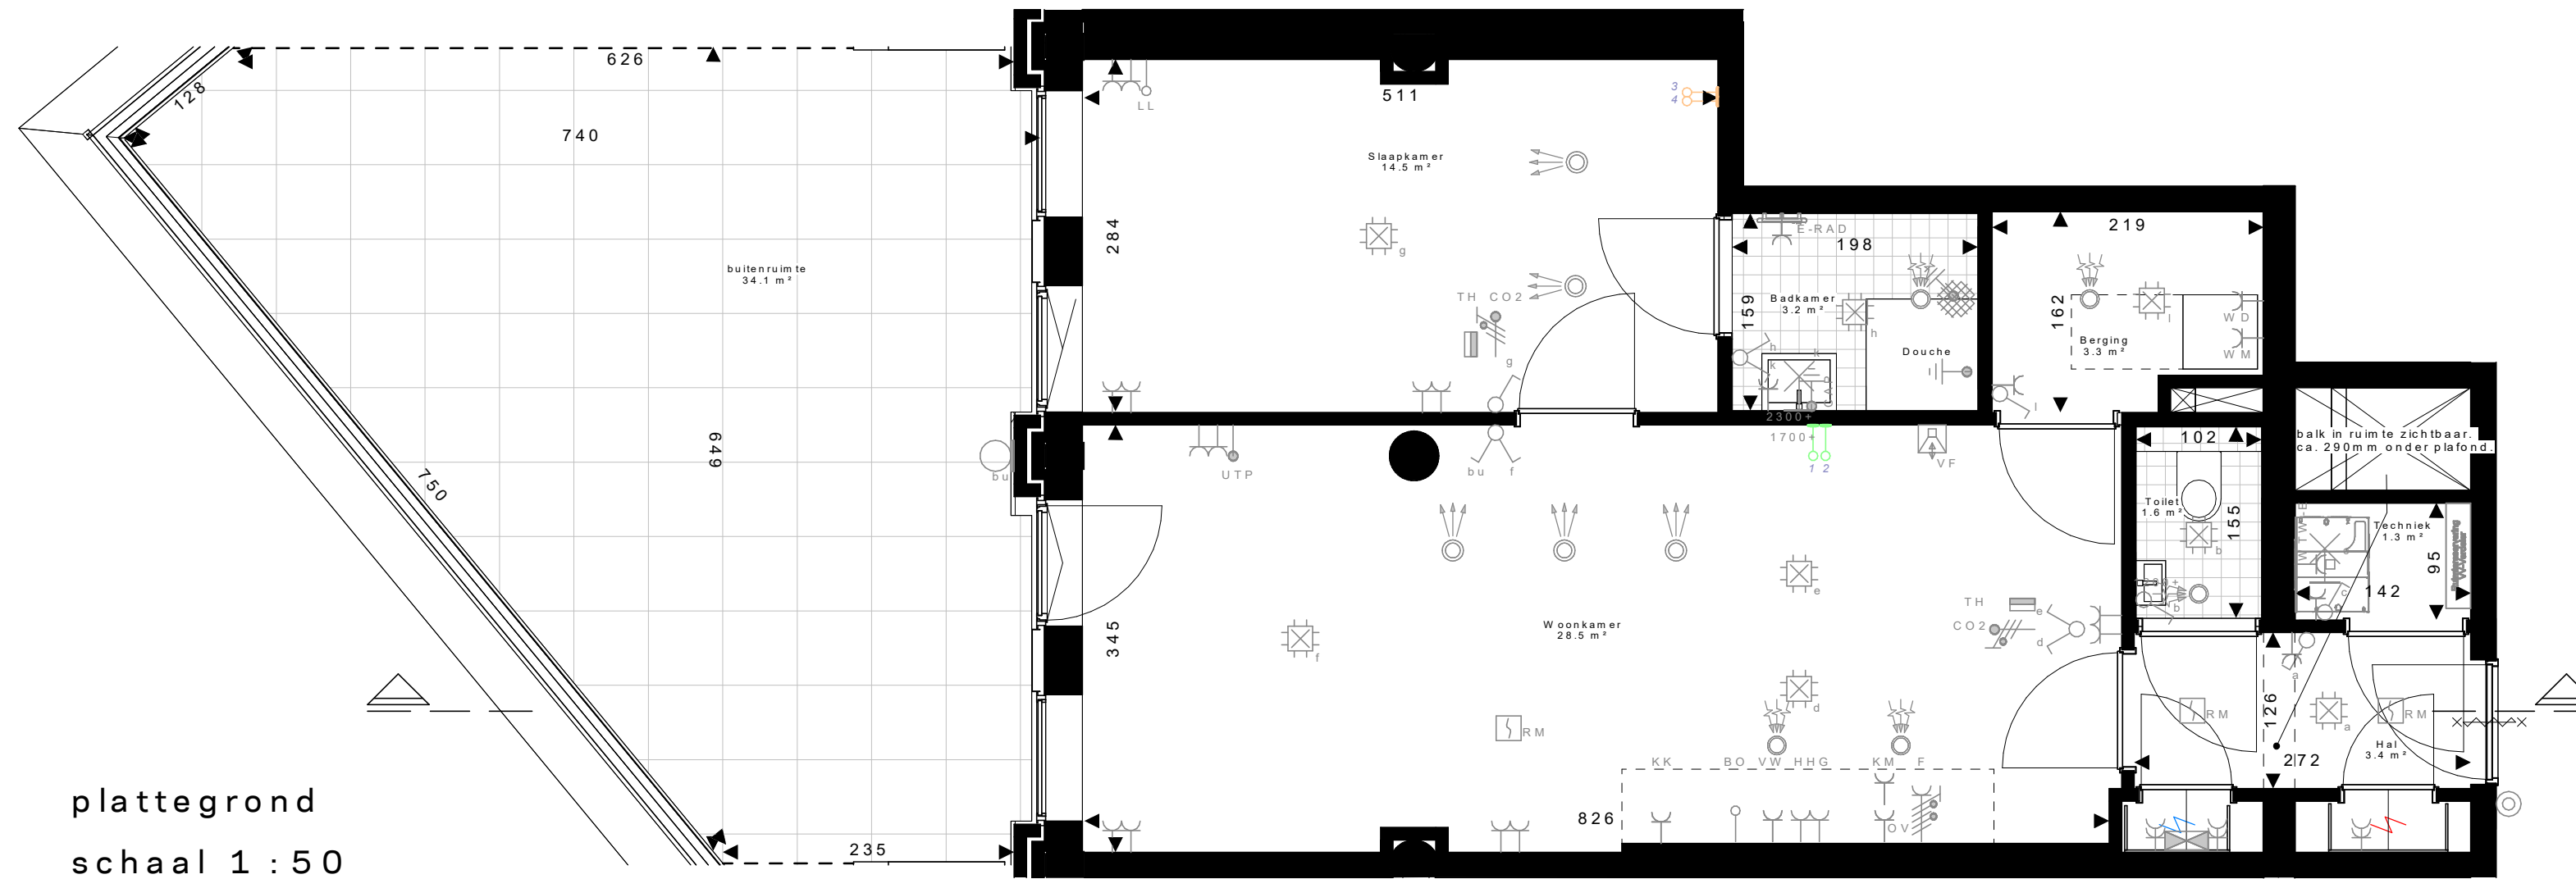 626
128
740
511
3
4
LL
Slaapkamer
14.5 m²
g
284
buitenruimte
34.1 m²
TH CO2
g
E-RAD
198
219
159
Badkamer
3.2 m²
h
h
k
k
Douche
162
l
Berging
3.3 m²
WD
WM
l
2300+
1700+
1 2
VF
649
750
bu
UTP
bu f
102
balk in ruimte zichtbaar.
ca. 290mm onder plafond.
Toilet
1.6 m²
155
b
b
Techniek
1.3 m²
95
142
c
e
TH
CO2
e
d
Woonkamer
28.5 m²
345
f
d
RM
a
126
RM
a
RM
Hal
3.4 m²
272
KK BO VW HHG KM F
826
OV
235
plattegrond
schaal 1:50